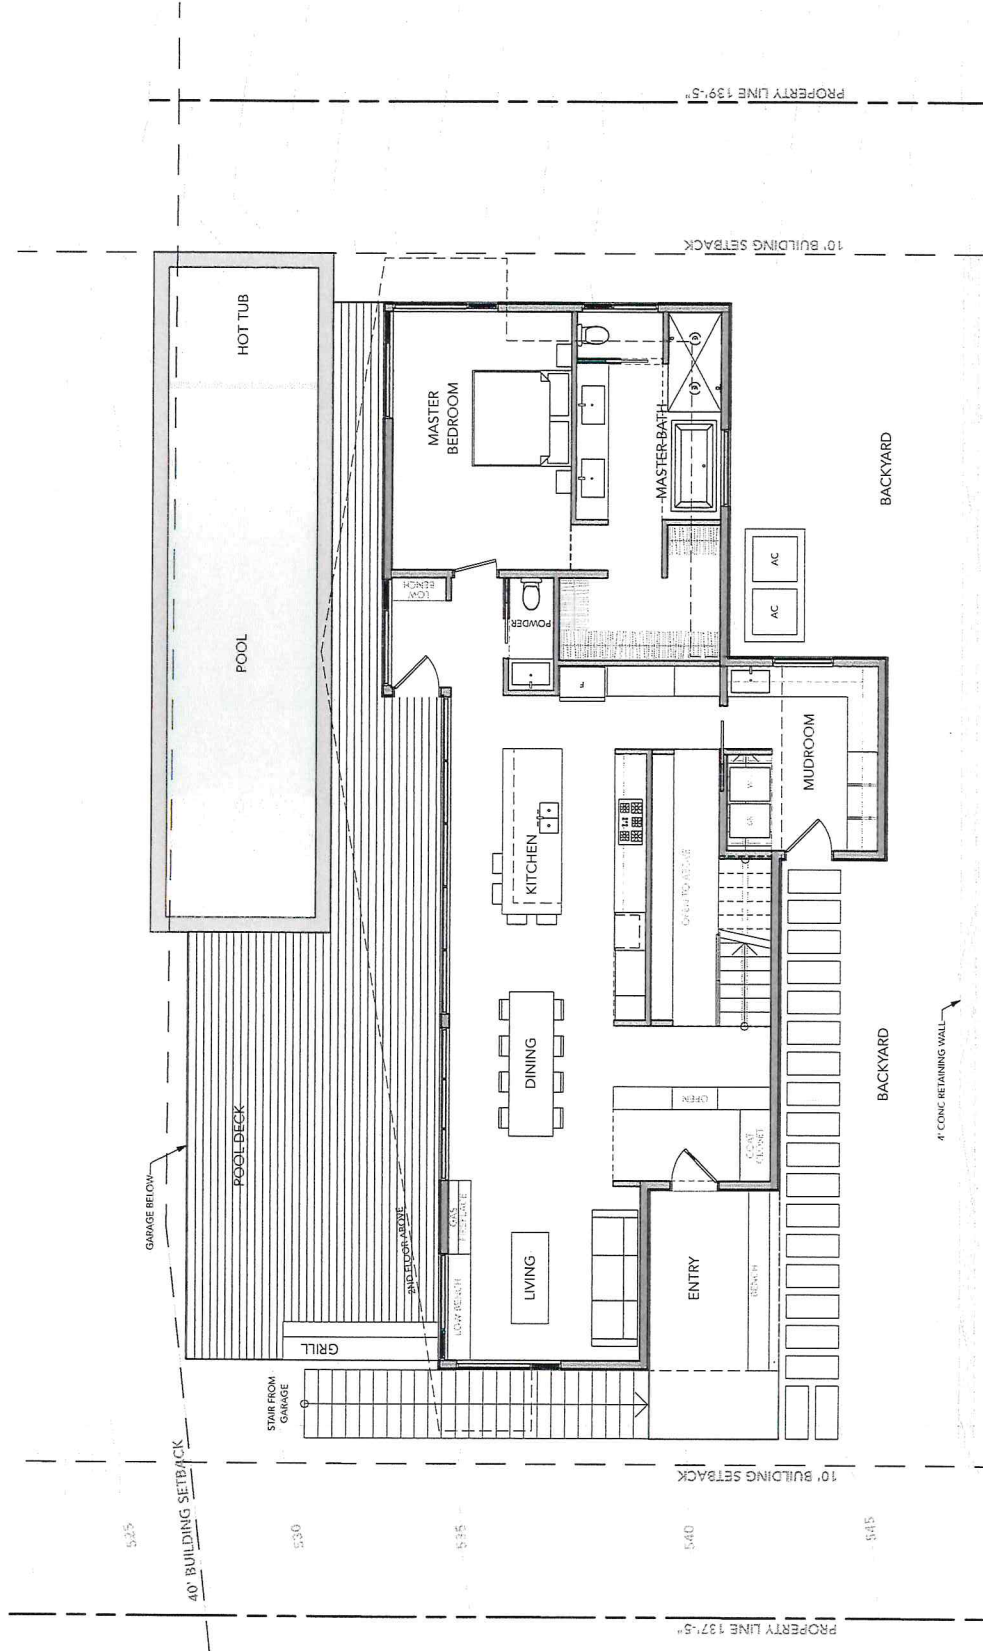 PROPERTY LINE 139'-5"
10' BUILDING SETBACK
HOT TUB
POOL
MASTER
BEDROOM
MASTER BATH
LOW
BENCH
POWDER
F
AC
AC
BACKYARD
MUDROOM
W
KITCHEN
OPEN TO ABOVE
DINING
OPEN
COAT
CLOSET
BACKYARD
4' CONC RETAINING WALL
GARAGE BELOW
POOL DECK
2ND FLOOR ABOVE
GAS
FIREPLACE
LOW BENCH
LIVING
ENTRY
BENCH
GRILL
STAIR FROM
GARAGE
40' BUILDING SETBACK
10' BUILDING SETBACK
525
530
535
540
545
PROPERTY LINE 137'-5"